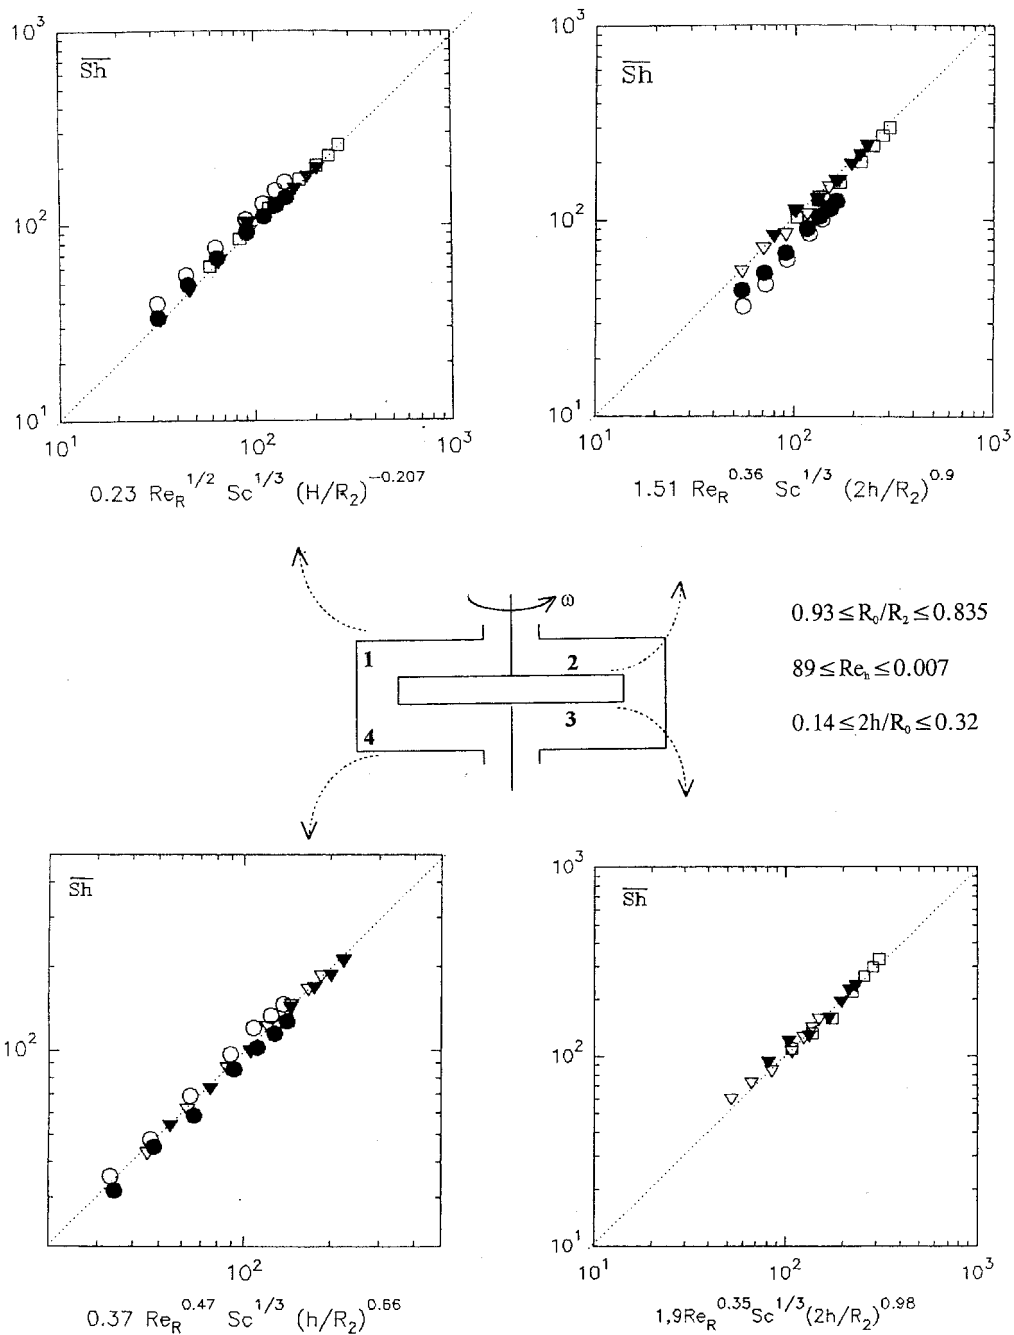 10³
Sh
10²
10¹
10¹ 10² 10³
0.23 Re_R^1/2 Sc^1/3 (H/R₂)^−0.207
10³
Sh
10²
10¹
10¹ 10² 10³
1.51 Re_R^0.36 Sc^1/3 (2h/R₂)^0.9
ω
1 2
3
4
0.93≤R₀/R₂≤0.835
89≤Re_h≤0.007
0.14≤2h/R₀≤0.32
Sh
10²
10²
0.37 Re_R^0.47 Sc^1/3 (h/R₂)^0.66
10³
Sh
10²
10¹
10¹ 10² 10³
1,9Re_R^0.35 Sc^1/3 (2h/R₂)^0.98